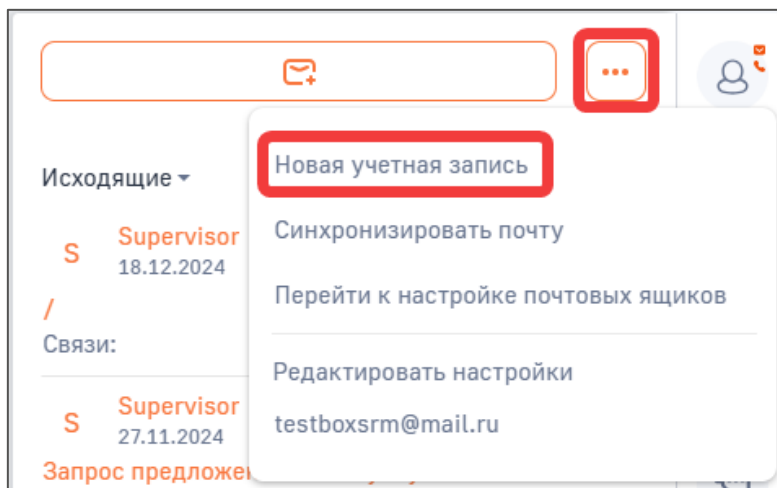 Новая учетная запись
Исходящие
Синхронизировать почту
S Supervisor
18.12.2024
Перейти к настройке почтовых ящиков
/
Связи:
Редактировать настройки
S Supervisor
testboxsrm@mail.ru
27.11.2024
Запрос